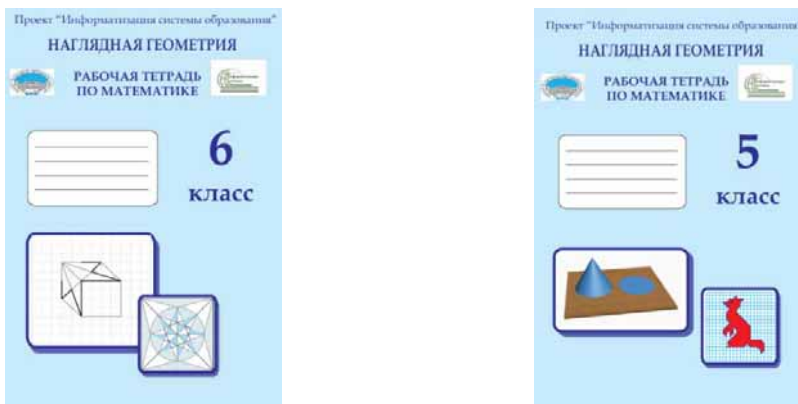 Проект "Информатизация системы образования"
НАГЛЯДНАЯ ГЕОМЕТРИЯ
РАБОЧАЯ ТЕТРАДЬ
ПО МАТЕМАТИКЕ
6
класс
Проект "Информатизация системы образования
НАГЛЯДНАЯ ГЕОМЕТРИЯ
РАБОЧАЯ ТЕТРАДЬ
ПО МАТЕМАТИКЕ
5
класс